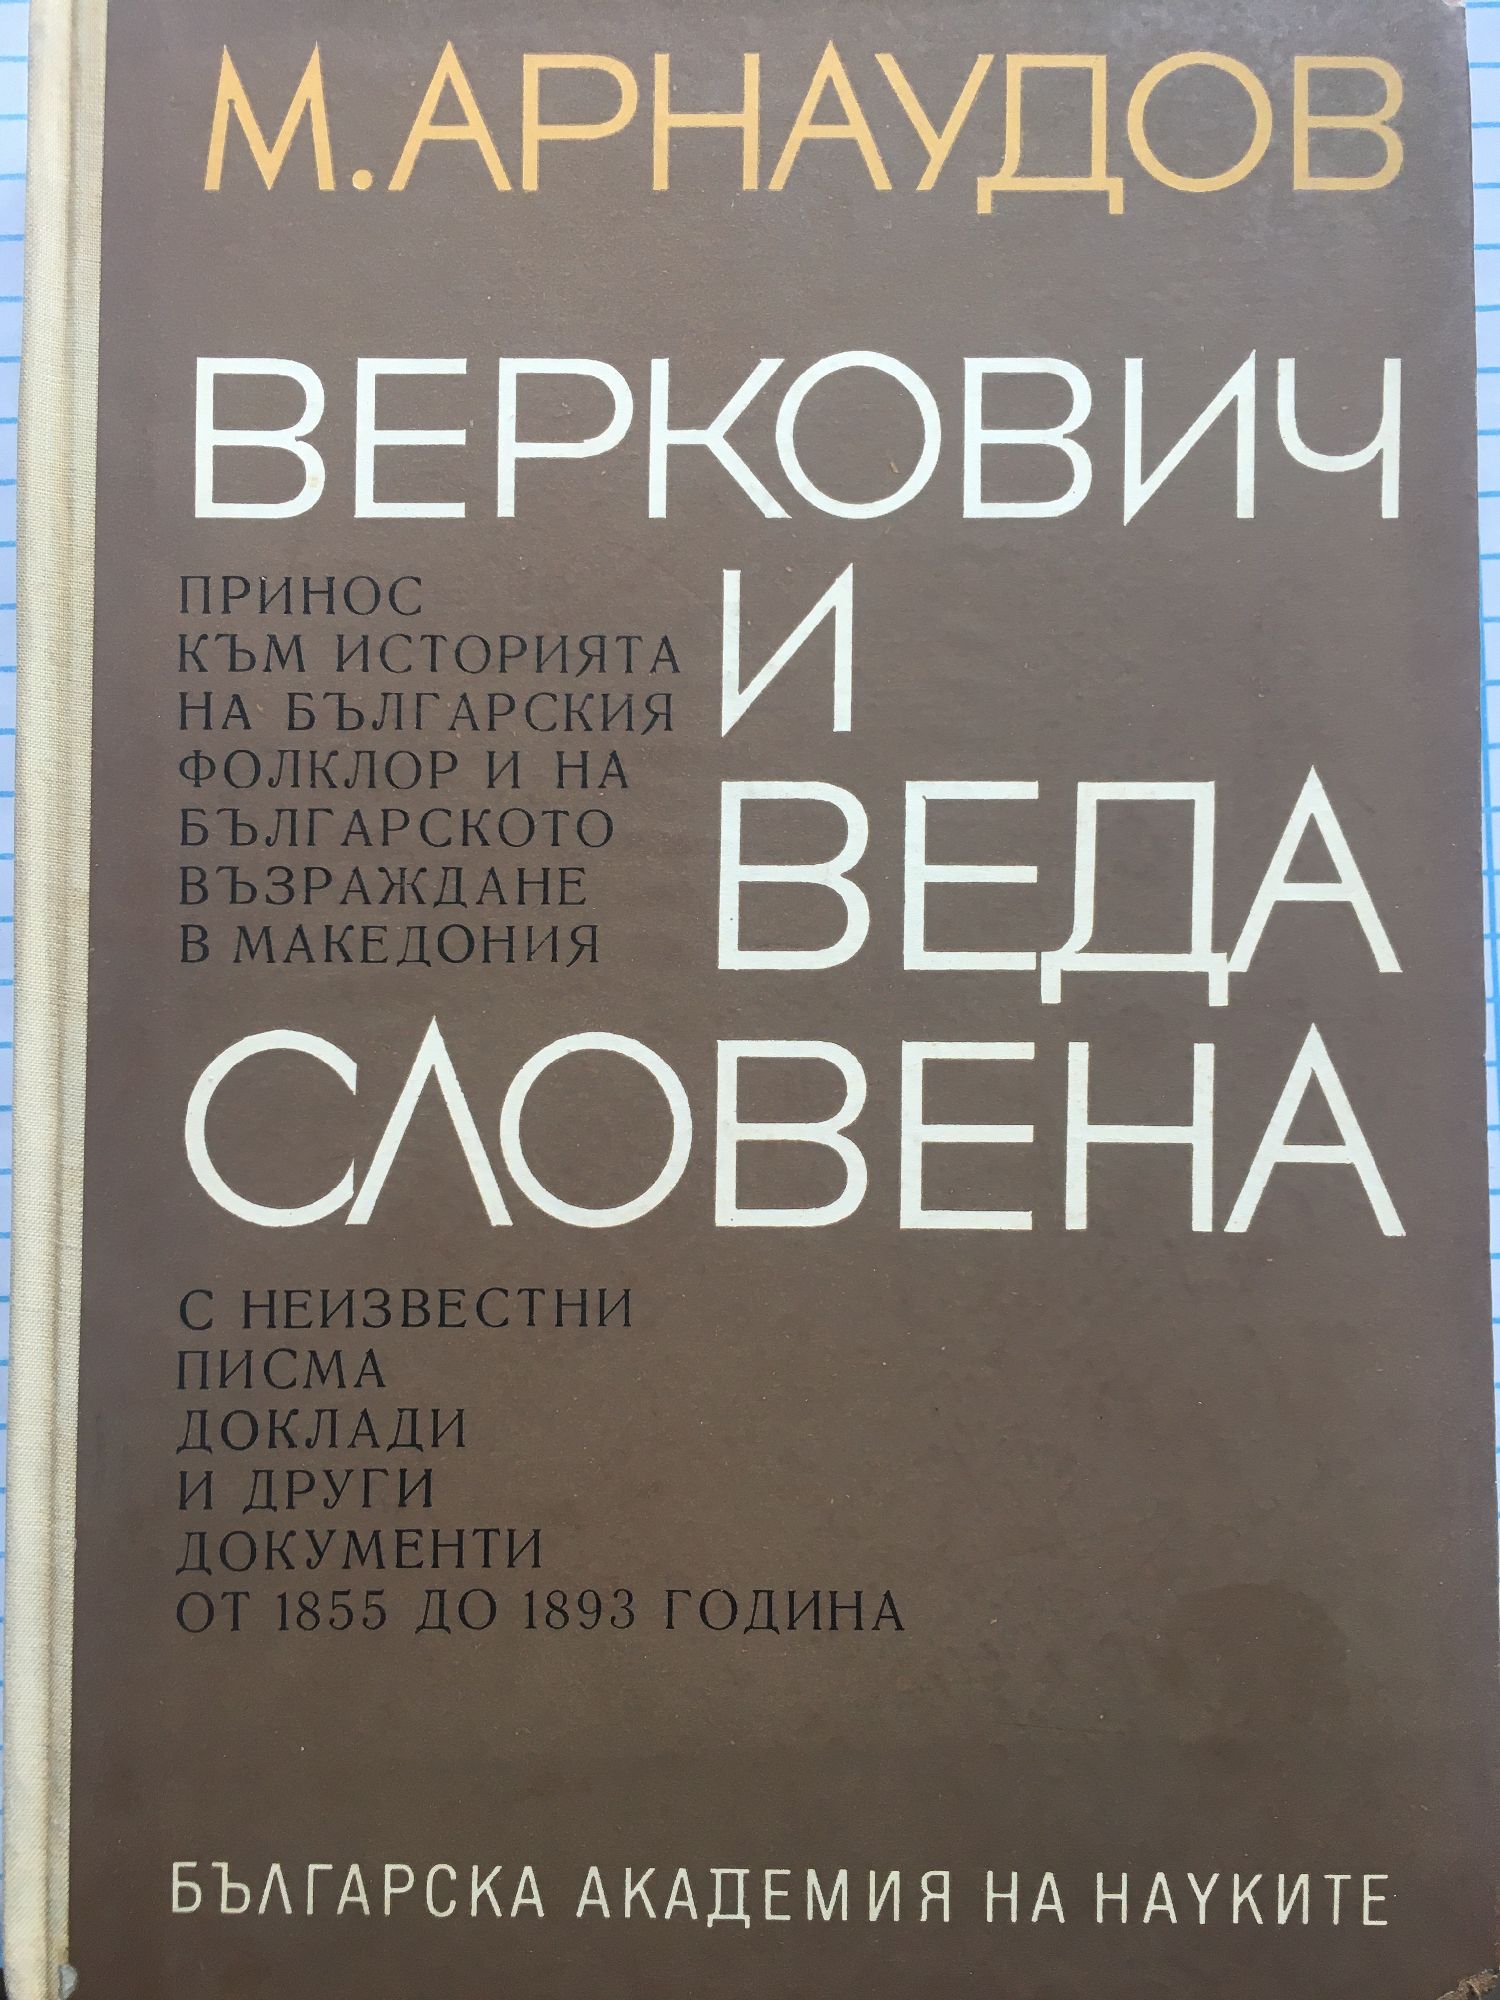 М. АРНАУДОВ
ВЕРКОВИЧ
И
ВЕДА
СЛОВЕНА
ПРИНОС
КЪМ ИСТОРИЯТА
НА БЪЛГАРСКИЯ
ФОЛКЛОР И НА
БЪЛГАРСКОТО
ВЪЗРАЖДАНЕ
В МАКЕДОНИЯ
С НЕИЗВЕСТНИ
ПИСМА
ДОКЛАДИ
И ДРУГИ
ДОКУМЕНТИ
ОТ 1855 ДО 1893 ГОДИНА
БЪЛГАРСКА АКАДЕМИЯ НА НАУКИТЕ